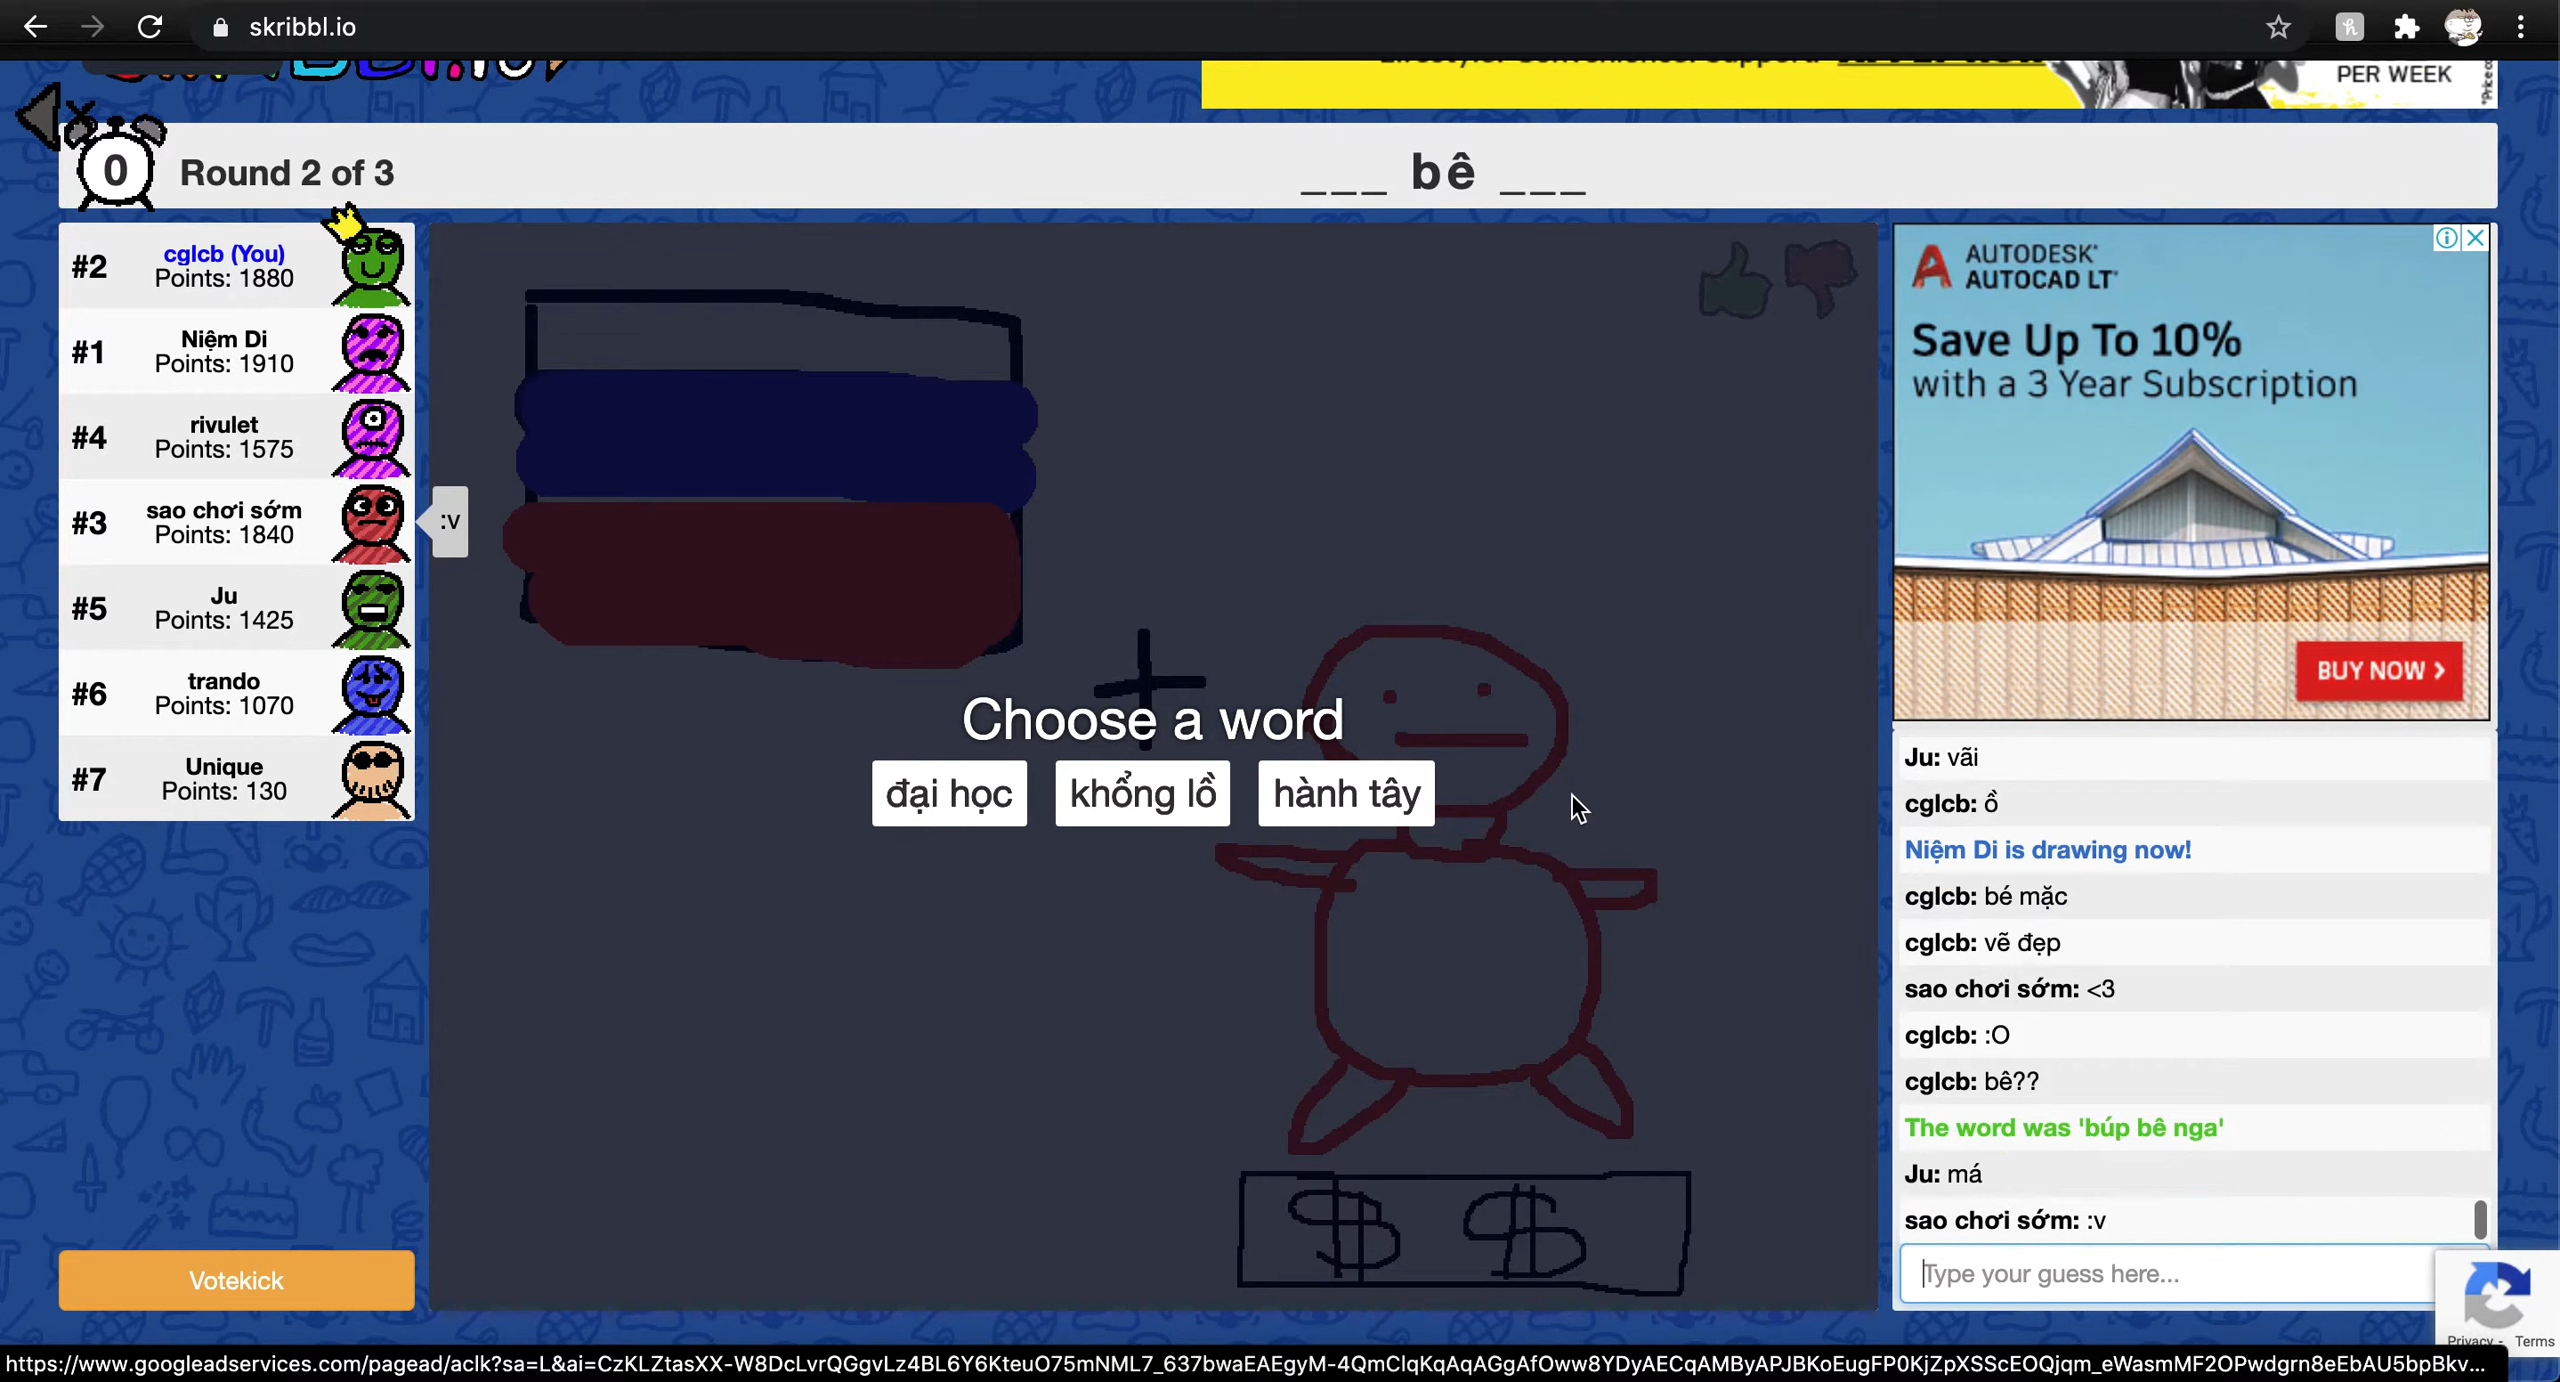 skribbl.io
PER WEEK
0
Round 2 of 3
___ bê ___
#2
cglcb (You)
Points: 1880
#1
Niệm Di
Points: 1910
#4
rivulet
Points: 1575
#3
sao chơi sớm
Points: 1840
:v
#5
Ju
Points: 1425
#6
trando
Points: 1070
#7
Unique
Points: 130
Votekick
Choose a word
đại học
khổng lồ
hành tây
$ $
AUTODESK
AUTOCAD LT
Save Up To 10%
with a 3 Year Subscription
BUY NOW >
Ju: vãi
cglcb: ồ
Niệm Di is drawing now!
cglcb: bé mặc
cglcb: vẽ đẹp
sao chơi sớm: <3
cglcb: :O
cglcb: bê??
The word was 'búp bê nga'
Ju: má
sao chơi sớm: :v
Type your guess here...
Privacy - Terms